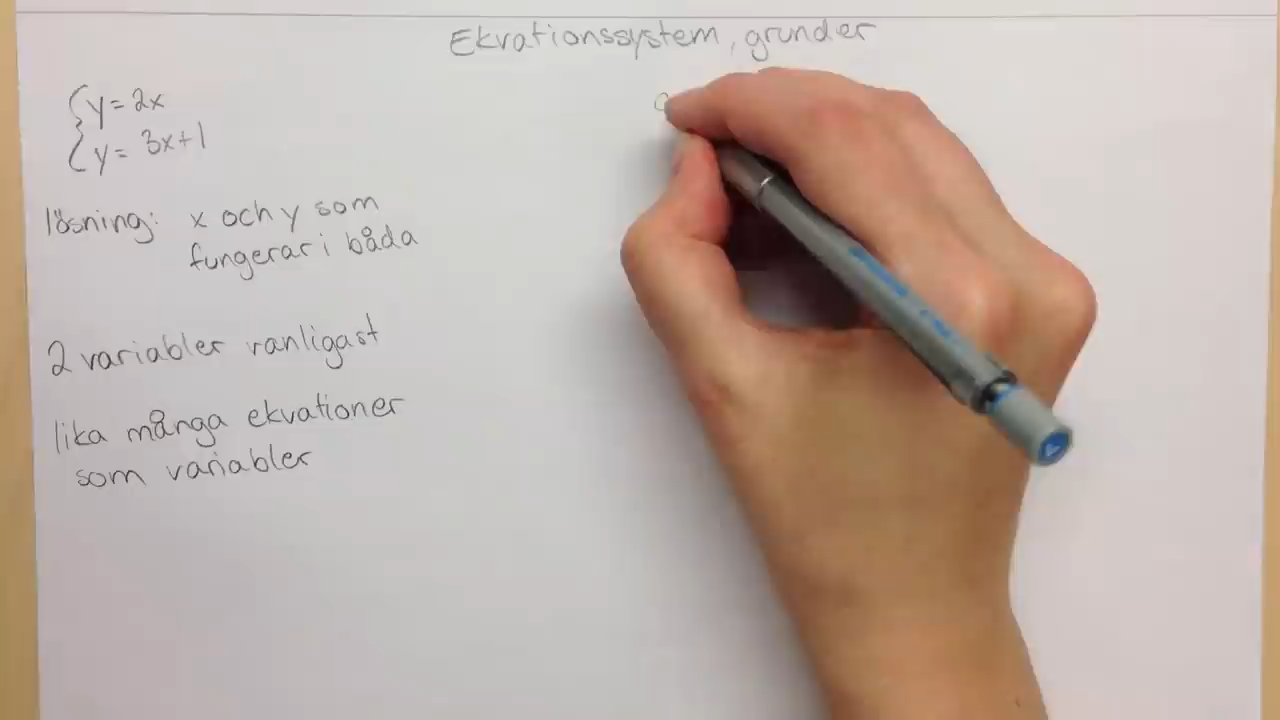 Ekvationssystem, grunder
y = 2x
y = 3x+1
lösning: x och y som
fungerar i båda
2 variabler vanligast
lika många ekvationer
som variabler